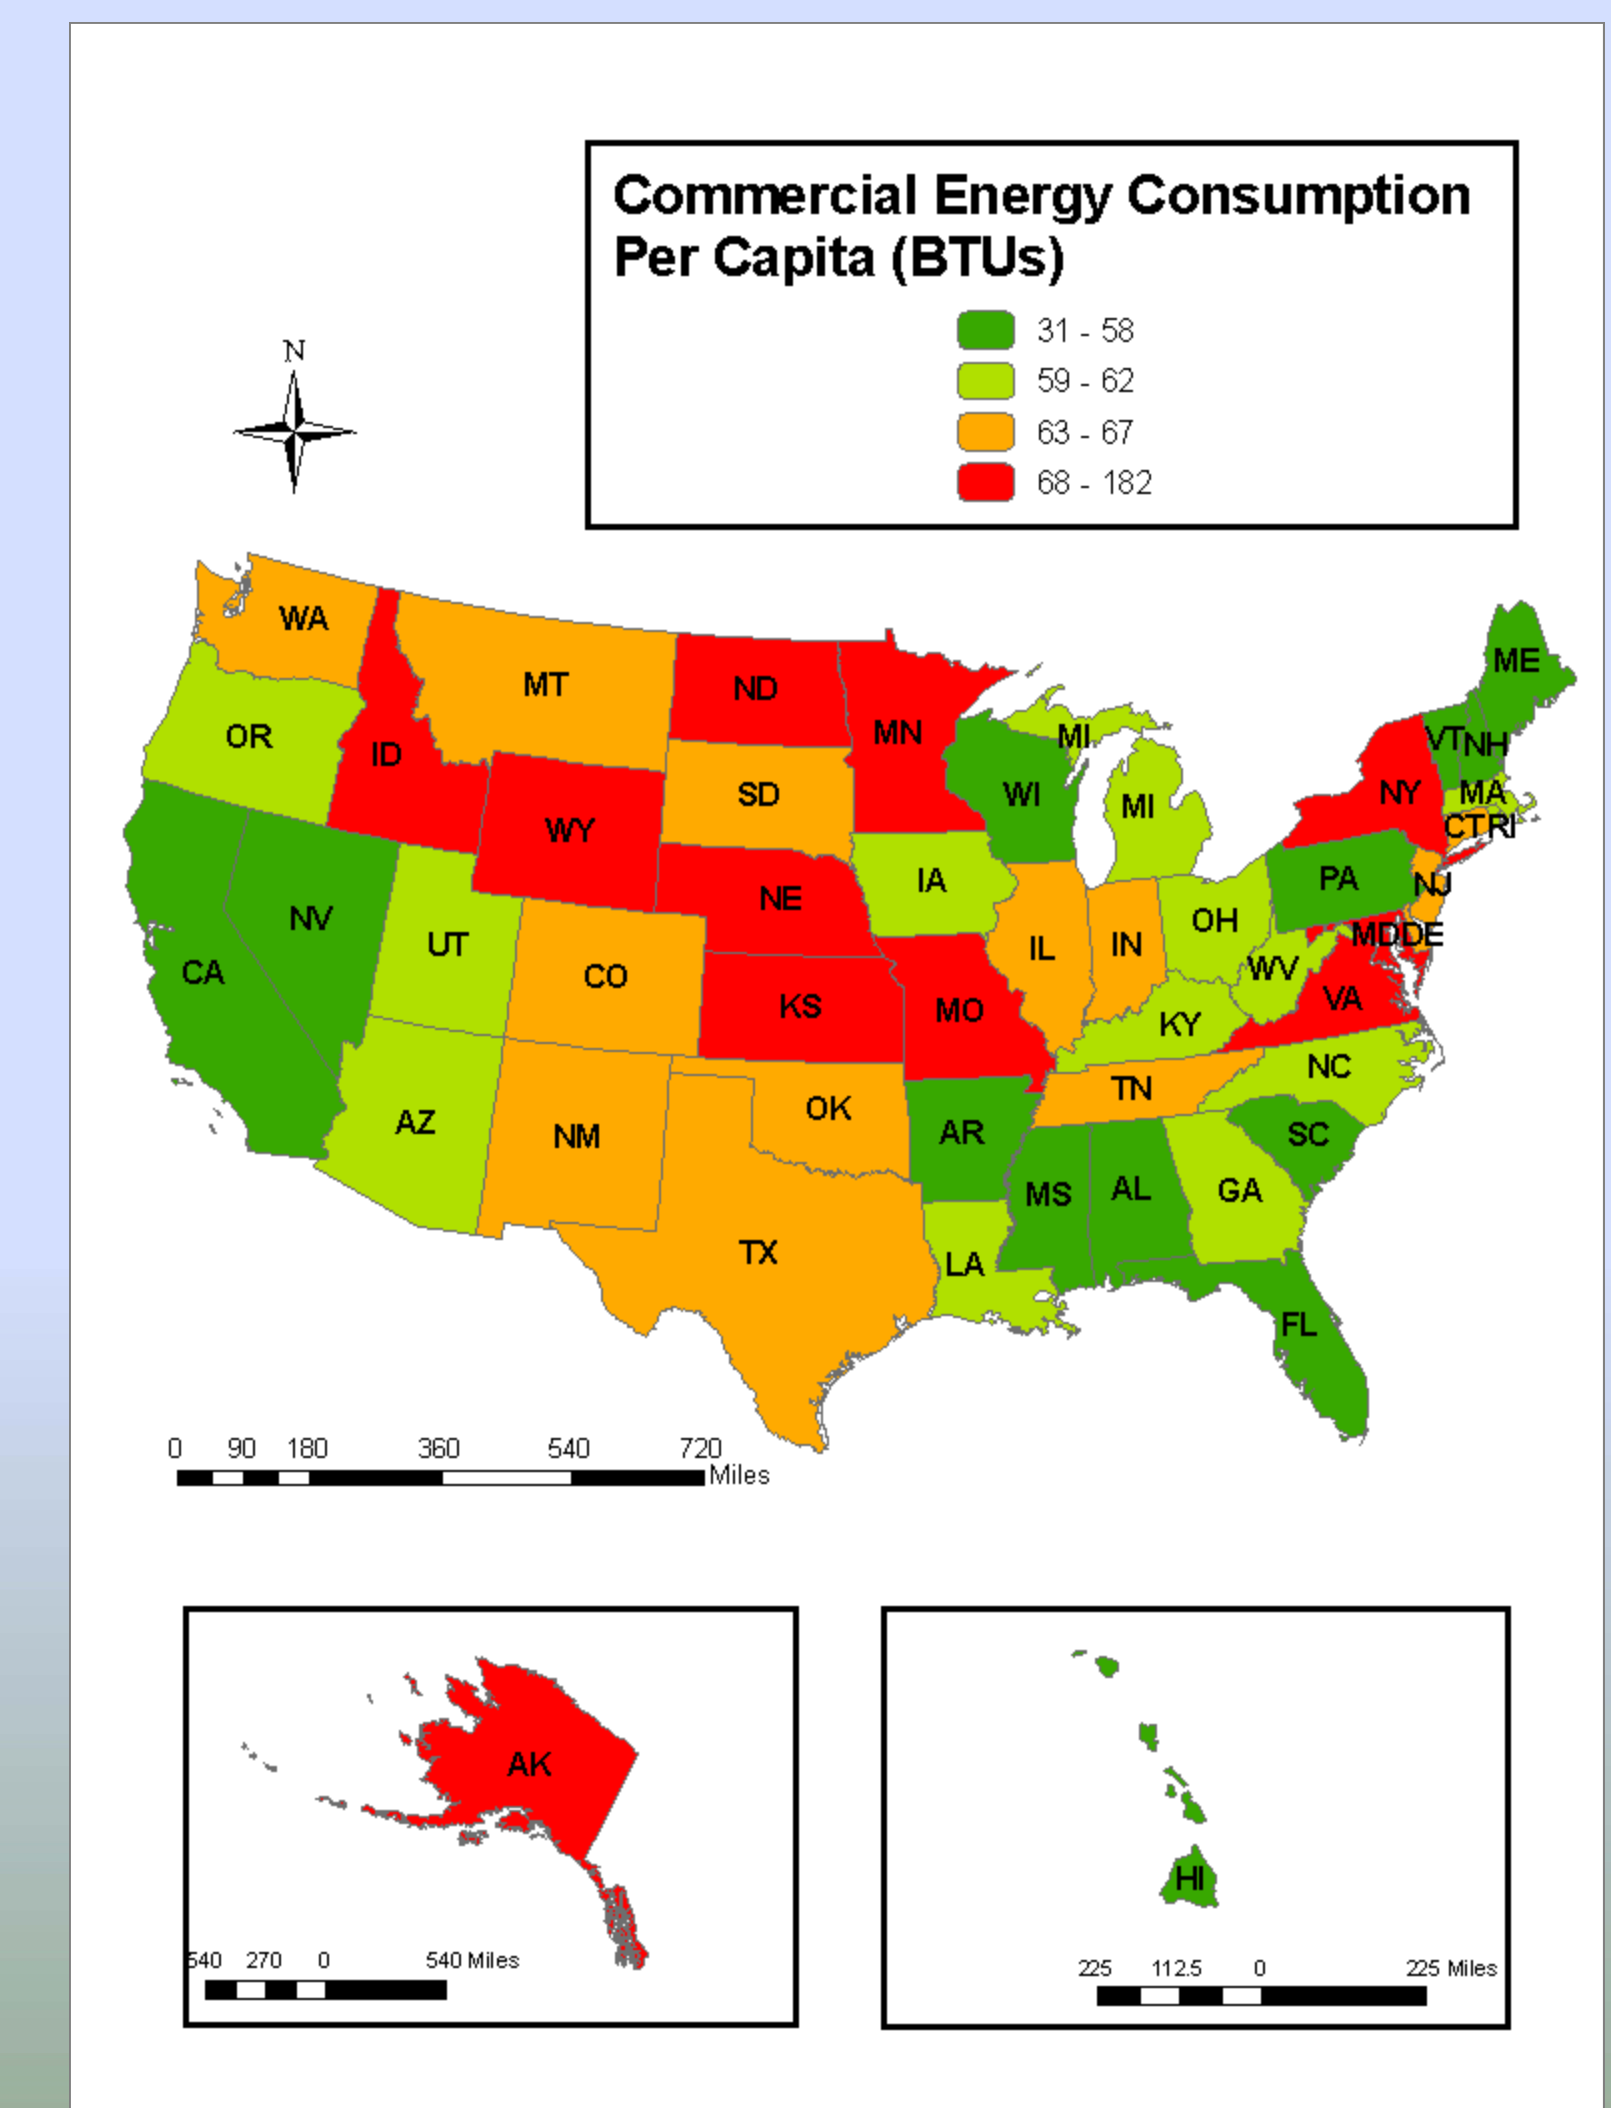 Commercial Energy Consumption
Per Capita (BTUs)
31 - 58
59 - 62
63 - 67
68 - 182
N
WA
MT
ND
MN
ME
OR
ID
SD
WI
MI
MI
VT
NH
NY
MA
CT
RI
WY
NE
IA
PA
NJ
NV
UT
CO
IL
IN
OH
MD
DE
WV
VA
CA
KS
MO
KY
NC
AZ
NM
OK
TN
AR
SC
MS
AL
GA
TX
LA
FL
0 90 180 360 540 720
Miles
AK
540 270 0 540 Miles
HI
225 112.5 0 225 Miles